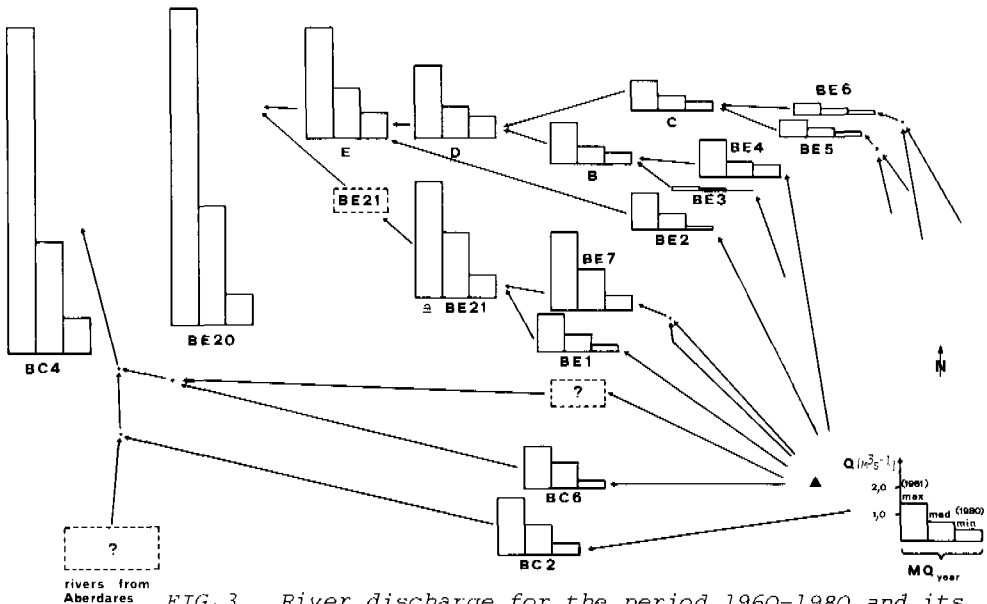 BE6
C
BE5
BE4
E
D
B
BE21
BE3
BE2
BE7
a BE21
BE20
BE1
BC4
N
?
Q (M³S⁻¹)
2,0
(1961)
max
1,0
med
(1980)
min
BC6
?
BC2
MQ year
rivers from
Aberdares
FIG.3 River discharge for the period 1960-1980 and its